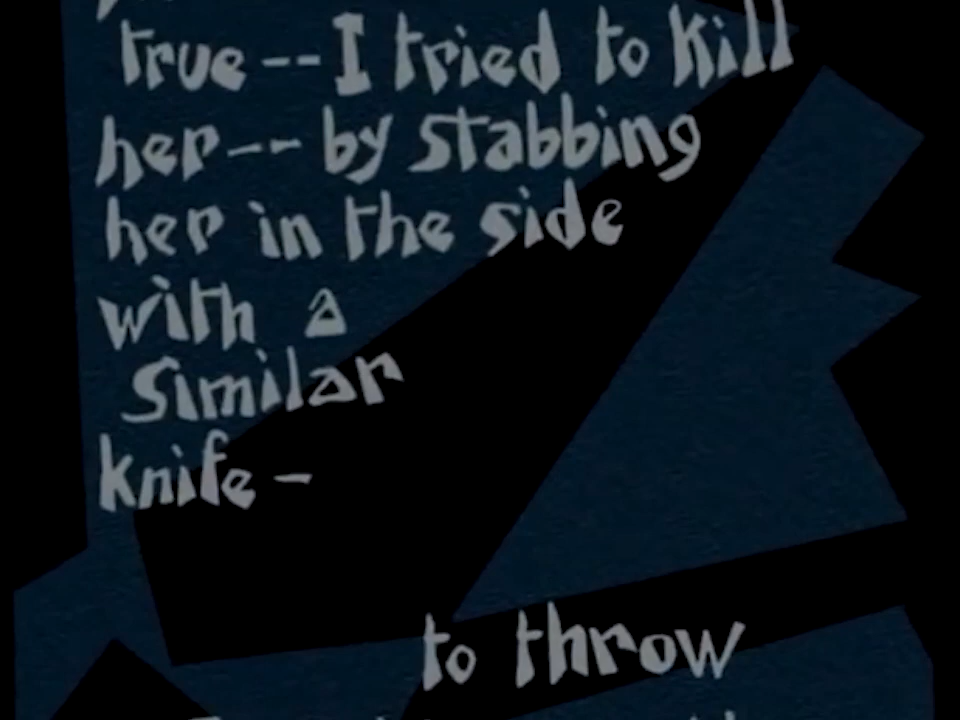 true -- I tried to kill
her -- by stabbing
her in the side
with a
similar
knife -
to throw